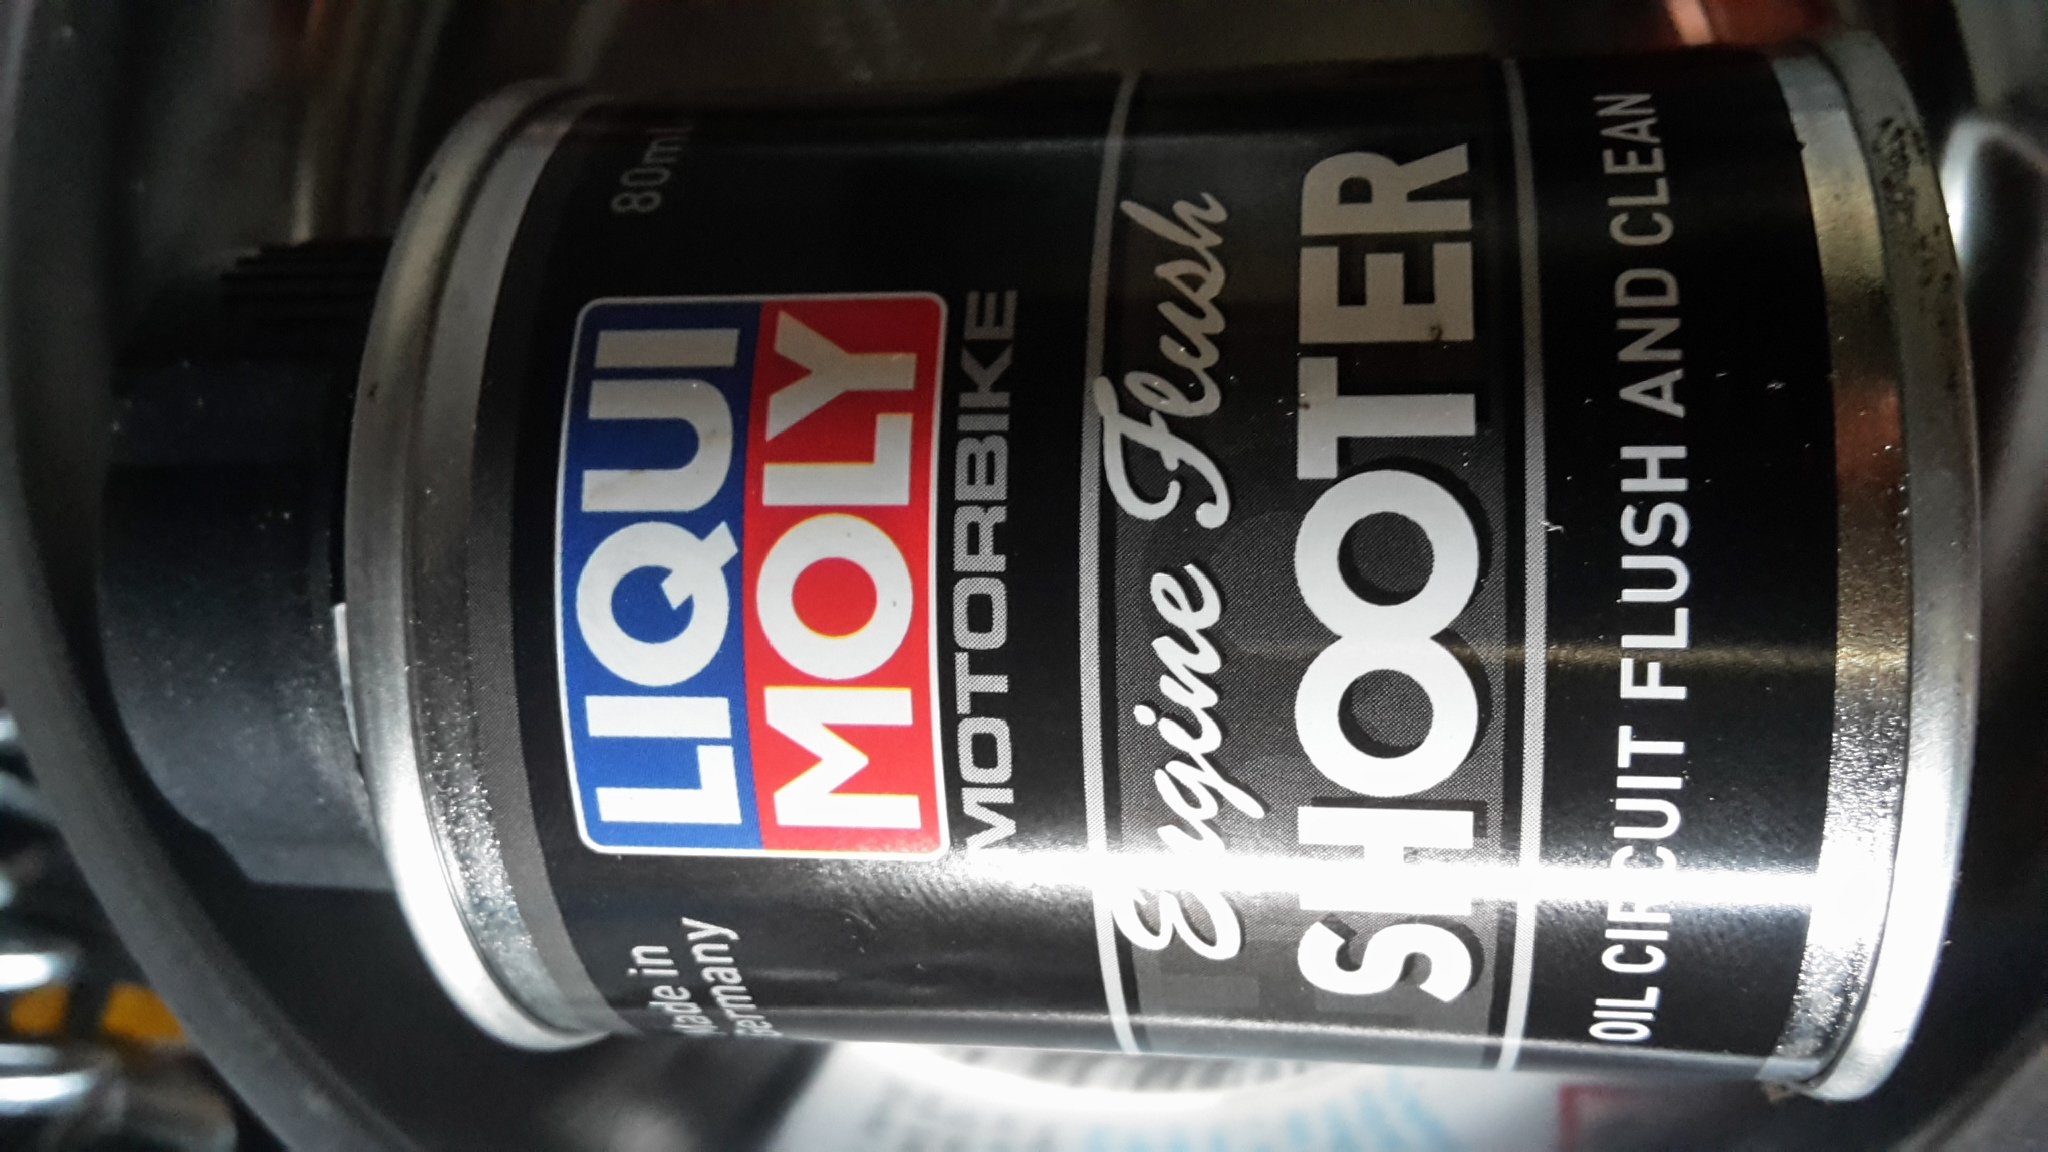 80ml
LIQUI
MOLY
MOTORBIKE
Made in
Germany
Engine Flush
SHOOTER
OIL CIRCUIT FLUSH AND CLEAN